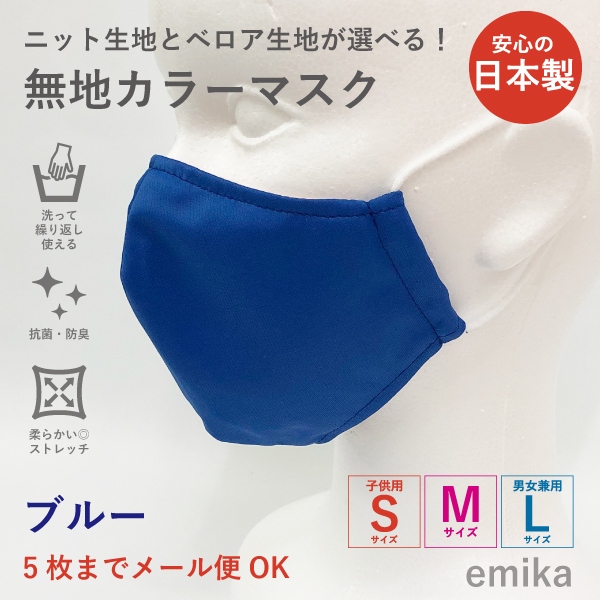 ニット生地とベロア生地が選べる！
無地カラーマスク
安心の
日本製
洗って
繰り返し
使える
抗菌・防臭
柔らかい◎
ストレッチ
ブルー
5枚までメール便OK
子供用
S
サイズ
M
サイズ
男女兼用
L
サイズ
emika